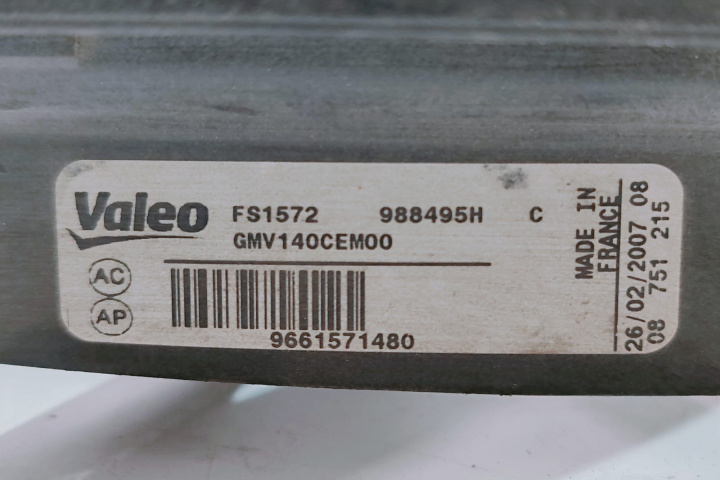 Valeo FS1572 988495H C
GMV140CEM00
AC
AP
9661571480
MADE IN
FRANCE
26/02/2007 08
08 751 215